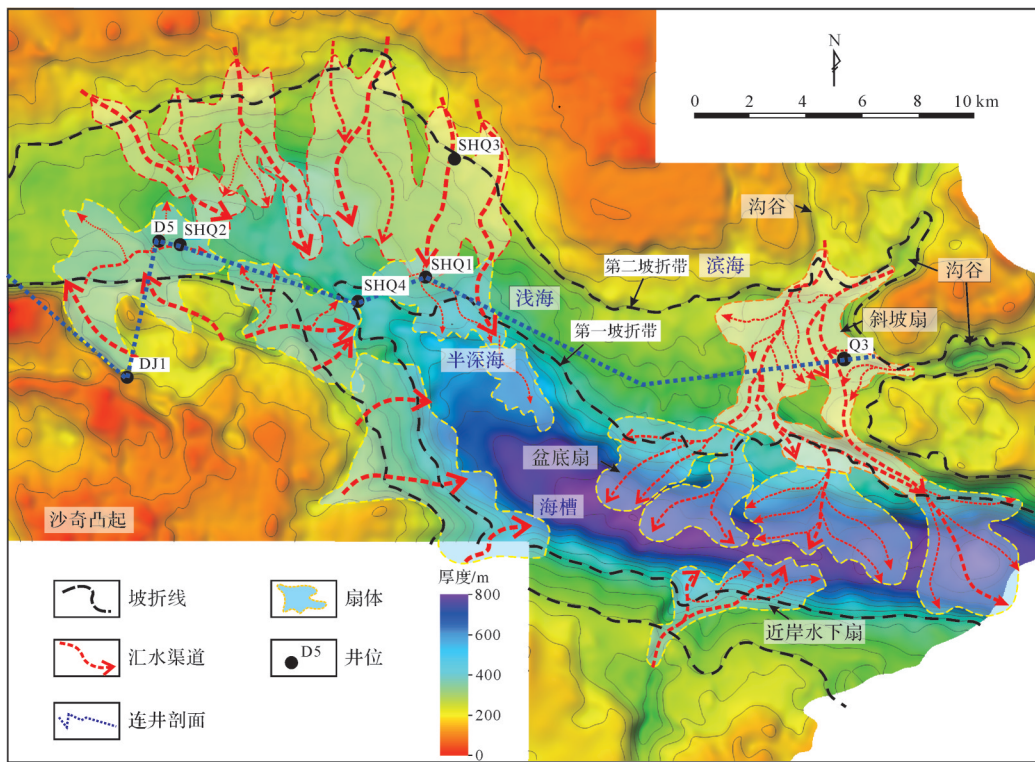 N
0 2 4 6 8 10 km
SHQ3
沟谷
D5
SHQ2
第二坡折带
滨海
沟谷
SHQ1
SHQ4
浅海
斜坡扇
第一坡折带
Q3
半深海
DJ1
盆底扇
海槽
沙奇凸起
近岸水下扇
坡折线
扇体
汇水渠道
D5
井位
连井剖面
厚度/m
800
600
400
200
0